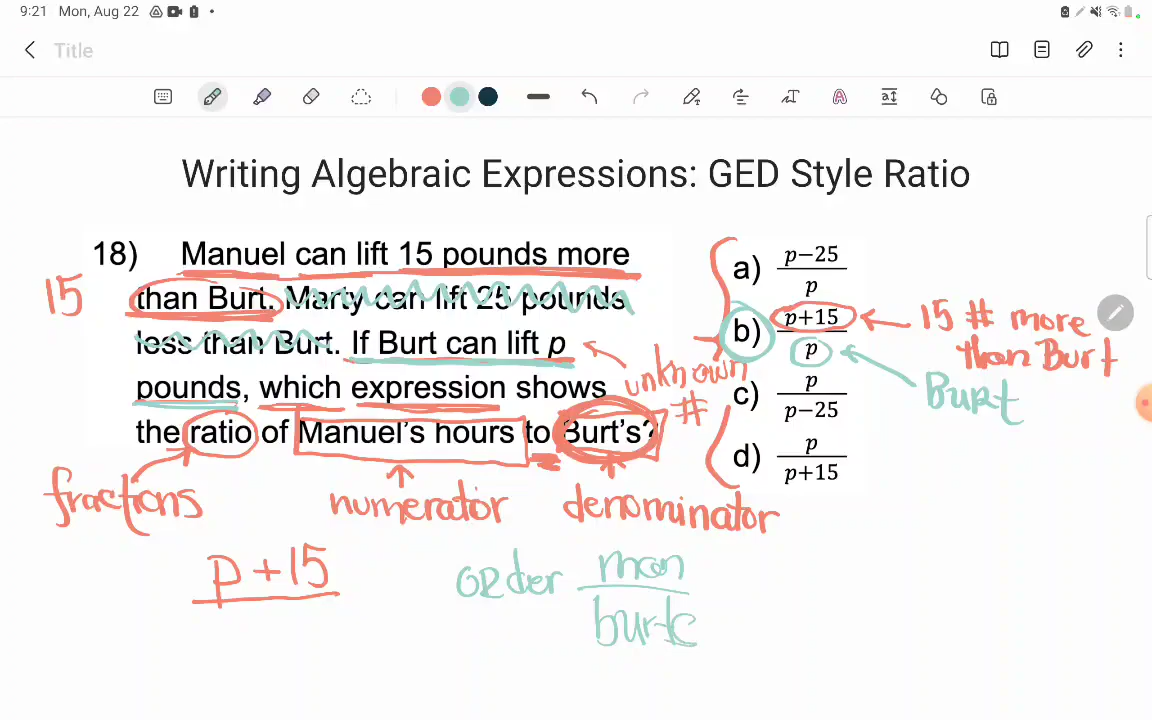 9:21 Mon, Aug 22
Title
Writing Algebraic Expressions: GED Style Ratio
18) Manuel can lift 15 pounds more
15 than Burt. Marty can lift 25 pounds
less than Burt. If Burt can lift p
pounds, which expression shows
the ratio of Manuel's hours to Burt's?
unknown
#
fractions
numerator
denominator
p + 15
order
man
burt
a) p−25
p
b) p+15
p
c) p
p−25
d) p
p+15
15 # more
than Burt
Burt